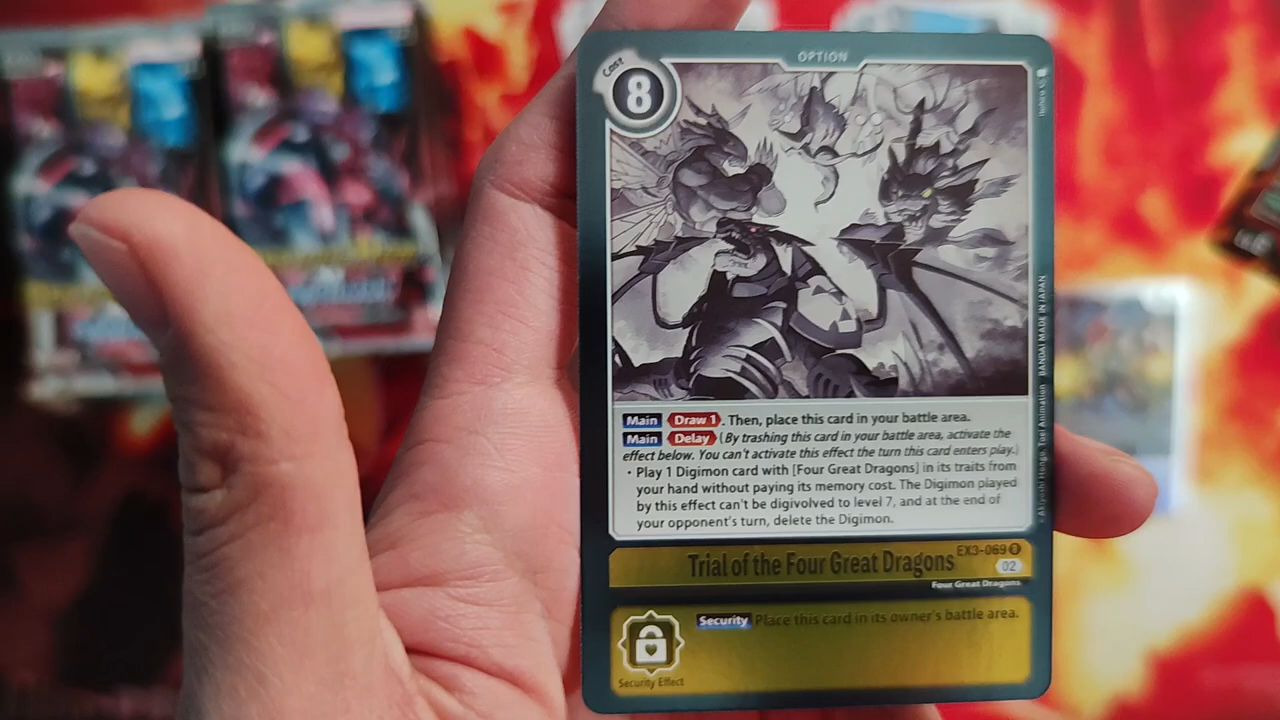 OPTION
Cost
8
Main Draw 1. Then, place this card in your battle area.
Main Delay (By trashing this card in your battle area, activate the
effect below. You can't activate this effect the turn this card enters play.)
・Play 1 Digimon card with [Four Great Dragons] in its traits from
your hand without paying its memory cost. The Digimon played
by this effect can't be digivolved to level 7, and at the end of
your opponent's turn, delete the Digimon.
EX3-069 R
Trial of the Four Great Dragons
02
Four Great Dragons
Security Place this card in its owner's battle area.
Security Effect
©Akiyoshi Hongo, Toei Animation BANDAI MADE IN JAPAN